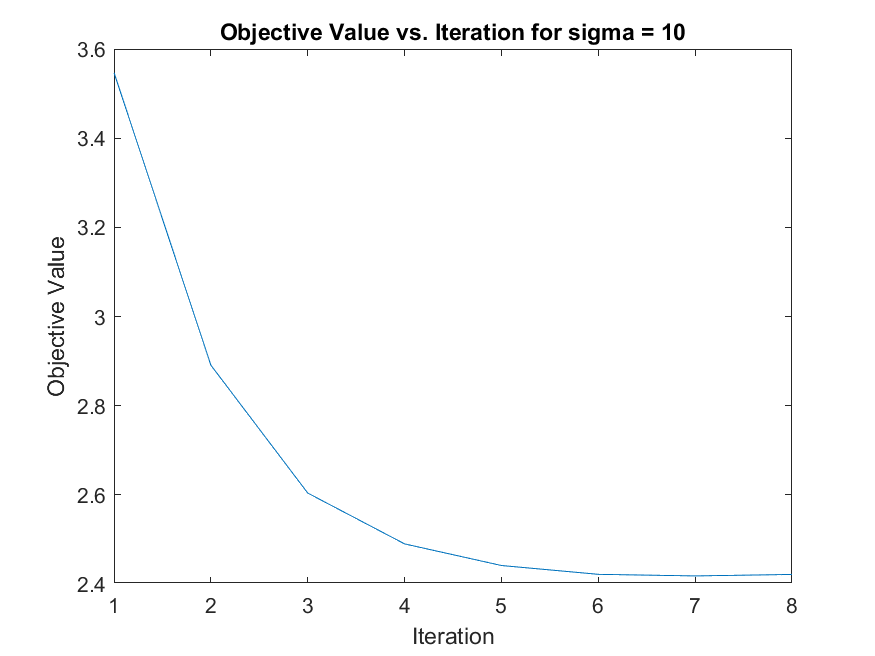 Objective Value vs. Iteration for sigma = 10
3.6
3.4
3.2
3
2.8
2.6
2.4
Objective Value
1 2 3 4 5 6 7 8
Iteration